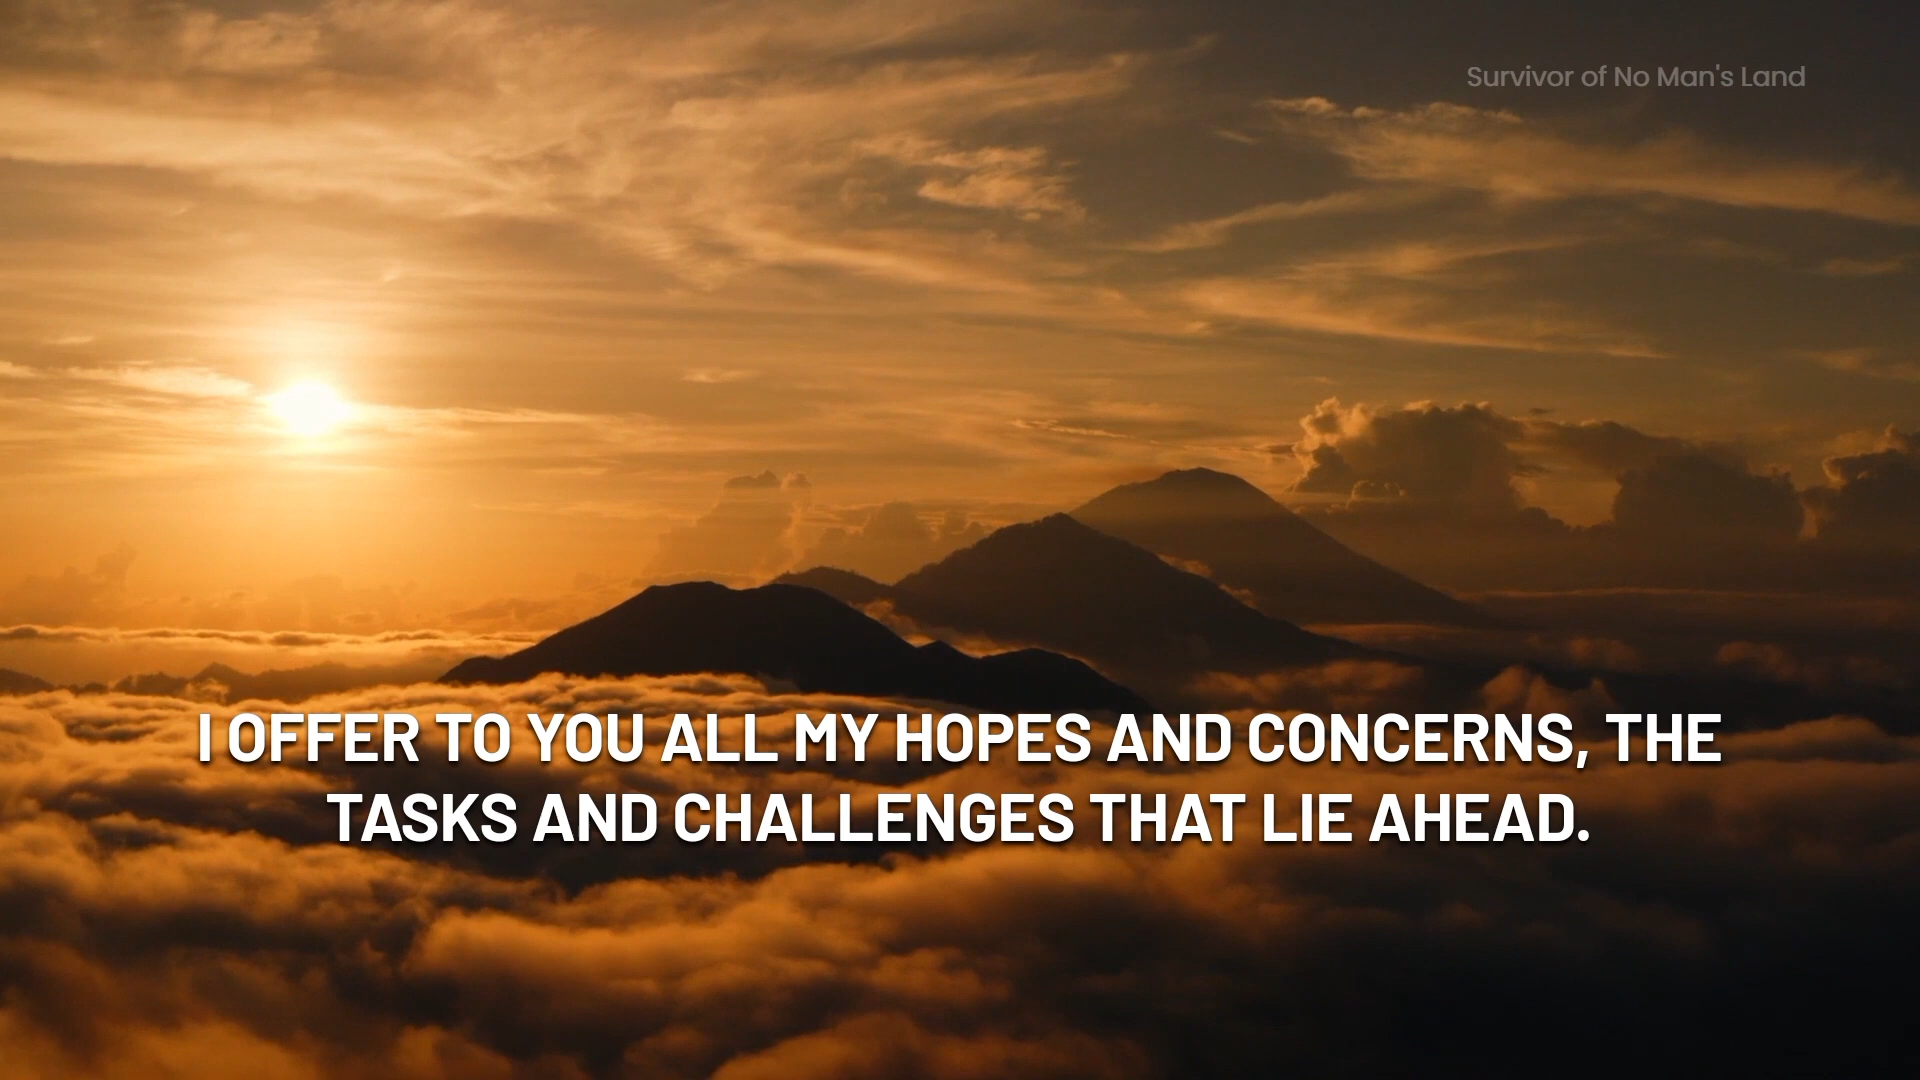 Survivor of No Man's Land
I OFFER TO YOU ALL MY HOPES AND CONCERNS, THE
TASKS AND CHALLENGES THAT LIE AHEAD.